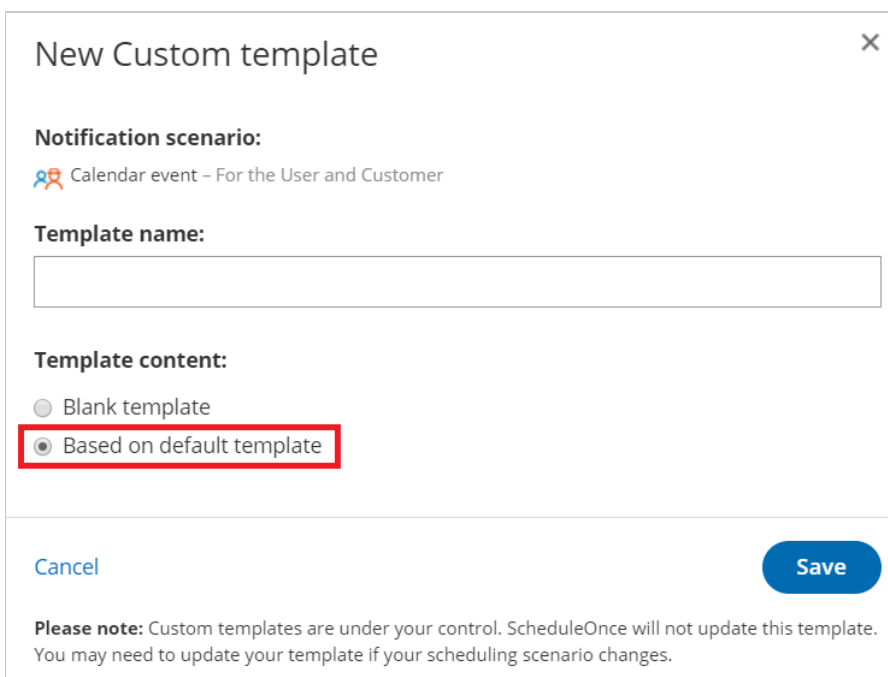 New Custom template
Notification scenario:
Calendar event – For the User and Customer
Template name:
Template content:
Blank template
Based on default template
Cancel
Save
Please note: Custom templates are under your control. ScheduleOnce will not update this template.
You may need to update your template if your scheduling scenario changes.